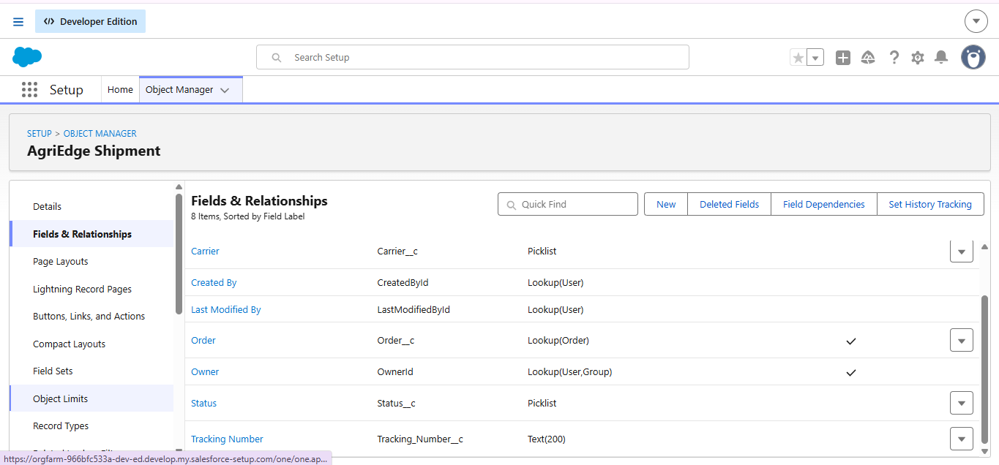 Developer Edition
Search Setup
Setup
Home
Object Manager
SETUP > OBJECT MANAGER
AgriEdge Shipment
Details
Fields & Relationships
Page Layouts
Lightning Record Pages
Buttons, Links, and Actions
Compact Layouts
Field Sets
Object Limits
Record Types
Fields & Relationships
8 Items, Sorted by Field Label
Quick Find
New
Deleted Fields
Field Dependencies
Set History Tracking
Carrier Carrier__c Picklist
Created By CreatedById Lookup(User)
Last Modified By LastModifiedById Lookup(User)
Order Order__c Lookup(Order)
Owner OwnerId Lookup(User,Group)
Status Status__c Picklist
Tracking Number Tracking_Number__c Text(200)
https://orgfarm-966bfc533a-dev-ed.develop.my.salesforce-setup.com/one/one.ap...